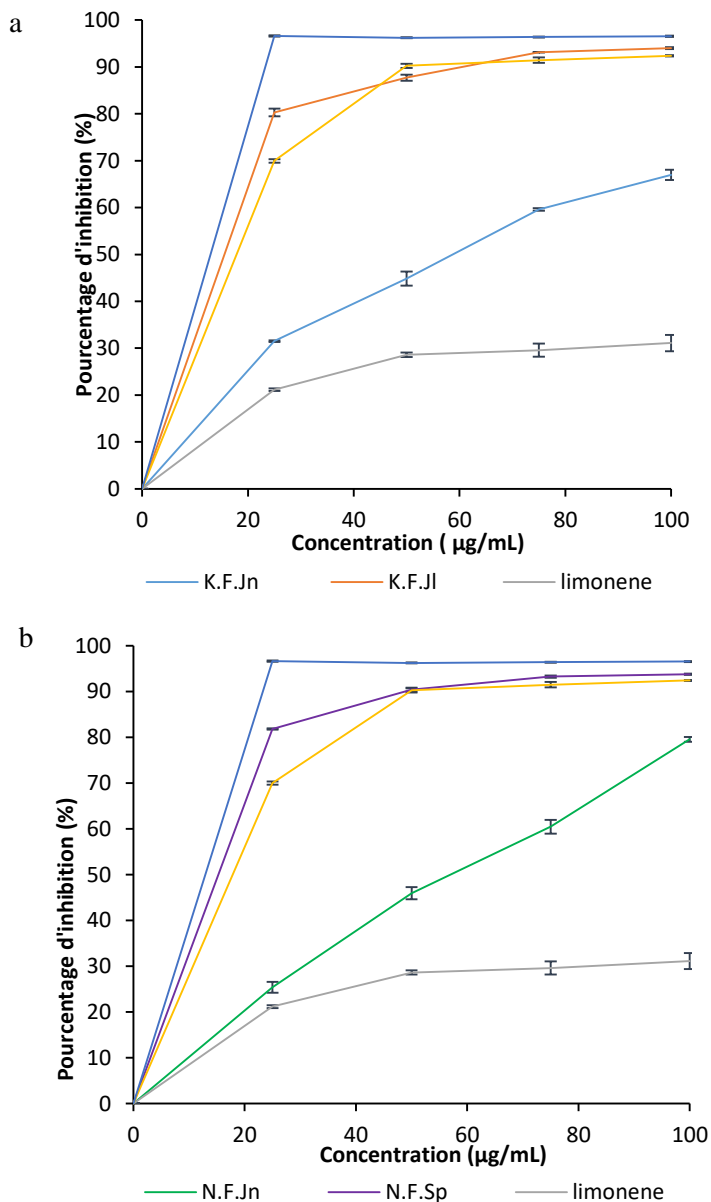 a
Pourcentage d'inhibition (%)
100
90
80
70
60
50
40
30
20
10
0
0 20 40 60 80 100
Concentration ( µg/mL)
K.F.Jn K.F.Jl limonene
b
Pourcentage d'inhibition (%)
100
90
80
70
60
50
40
30
20
10
0
0 20 40 60 80 100
Concentration (µg/mL)
N.F.Jn N.F.Sp limonene